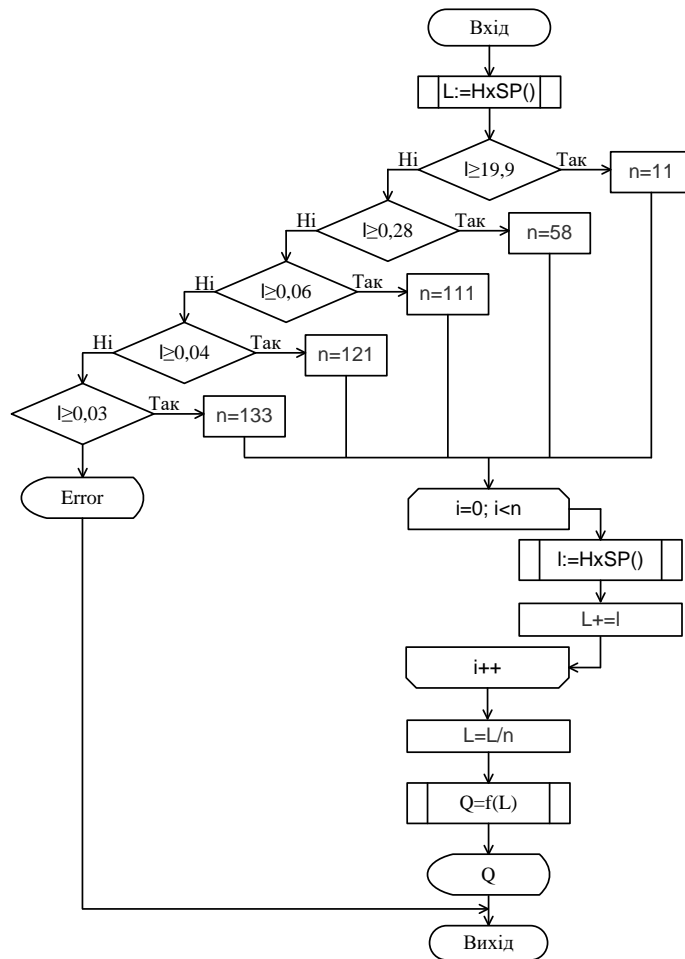 Вхід
L:=HxSP()
l≥19,9
Ні
Так
n=11
l≥0,28
Ні
Так
n=58
l≥0,06
Ні
Так
n=111
l≥0,04
Ні
Так
n=121
l≥0,03
Так
n=133
Error
i=0; i<n
l:=HxSP()
L+=l
i++
L=L/n
Q=f(L)
Q
Вихід